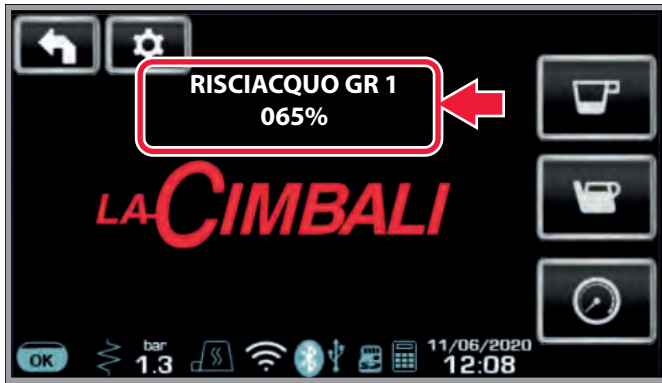 RISCIACQUO GR 1
065%
LA CIMBALI
OK
bar
1.3
11/06/2020
12:08